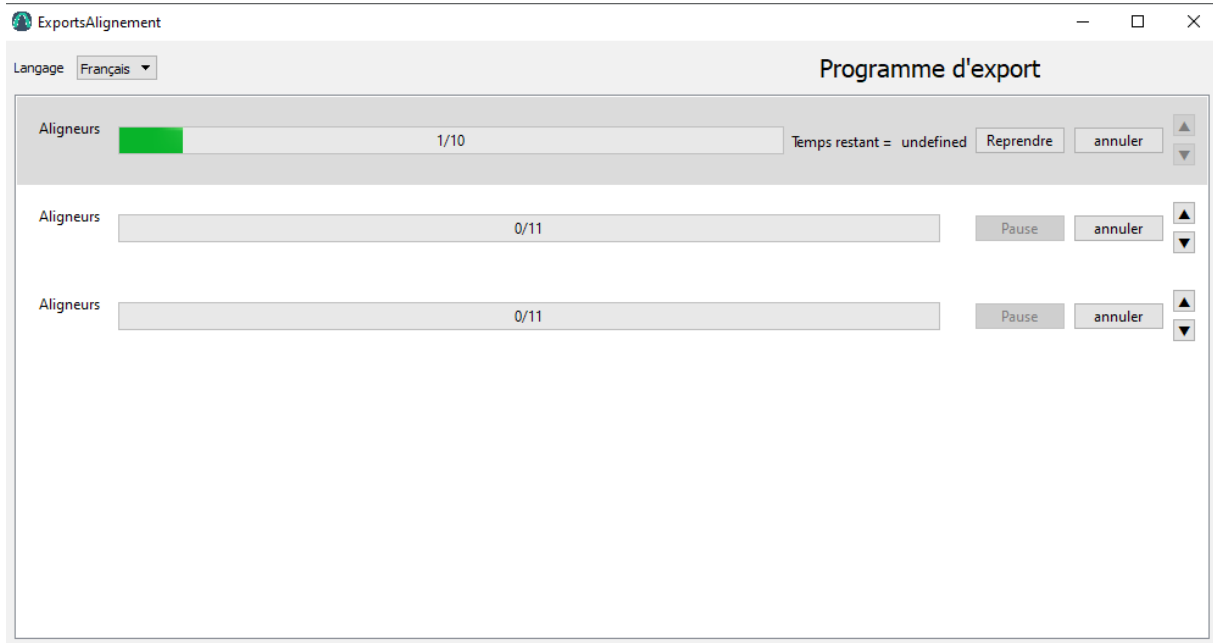 ExportsAlignement
Langage Français
Programme d'export
Aligneurs 1/10 Temps restant = undefined Reprendre annuler
Aligneurs 0/11 Pause annuler
Aligneurs 0/11 Pause annuler